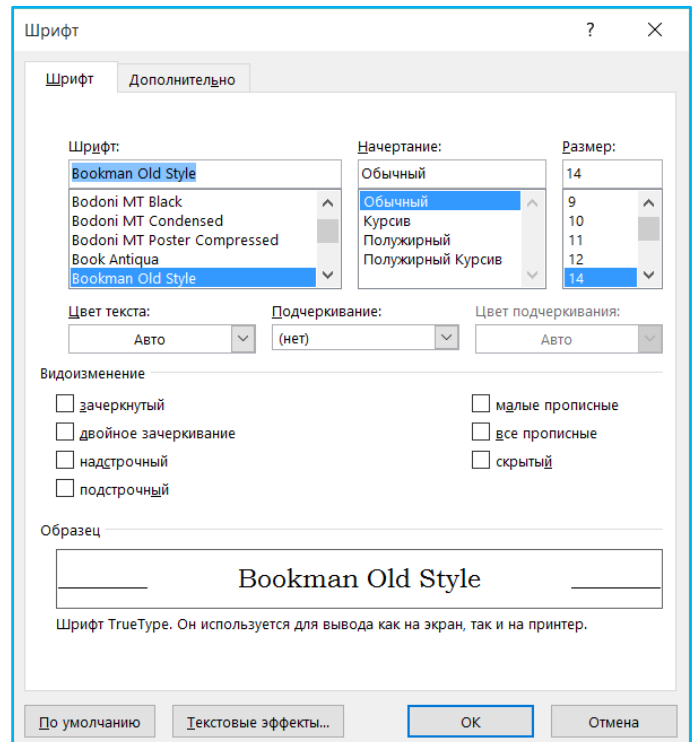 Шрифт ?
Шрифт Дополнительно
Шрифт: Начертание: Размер:
Bookman Old Style Обычный 14
Bodoni MT Black Обычный 9
Bodoni MT Condensed Курсив 10
Bodoni MT Poster Compressed Полужирный 11
Book Antiqua Полужирный Курсив 12
Bookman Old Style 14
Цвет текста: Подчеркивание: Цвет подчеркивания:
Авто (нет) Авто
Видоизменение
зачеркнутый малые прописные
двойное зачеркивание все прописные
надстрочный скрытый
подстрочный
Образец
Bookman Old Style
Шрифт TrueType. Он используется для вывода как на экран, так и на принтер.
По умолчанию Текстовые эффекты... ОК Отмена